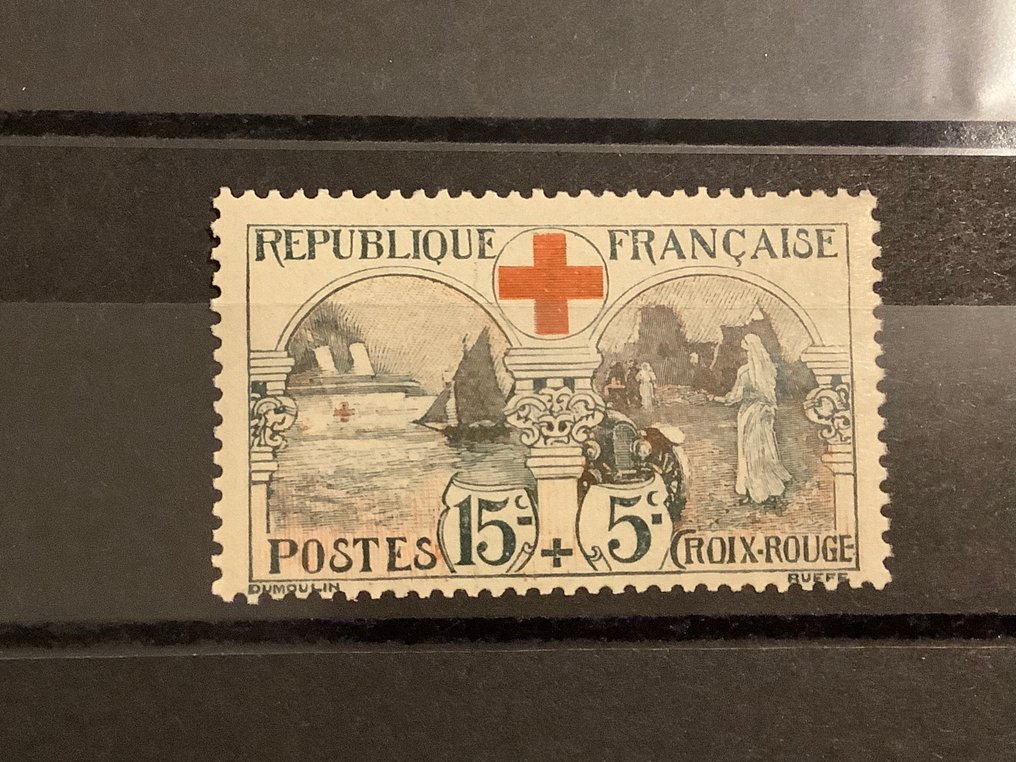 REPUBLIQUE FRANÇAISE
POSTES 15c + 5c CROIX-ROUGE
DUMOULIN RUFFE